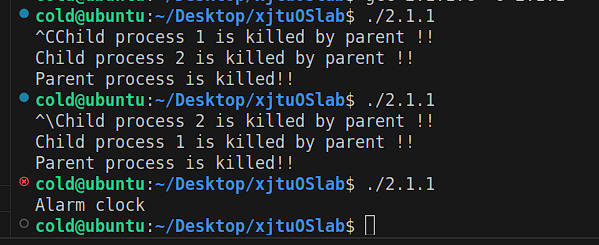 cold@ubuntu:~/Desktop/xjtuOSlab$ ./2.1.1
^CChild process 1 is killed by parent !!
Child process 2 is killed by parent !!
Parent process is killed!!
cold@ubuntu:~/Desktop/xjtuOSlab$ ./2.1.1
^\Child process 2 is killed by parent !!
Child process 1 is killed by parent !!
Parent process is killed!!
cold@ubuntu:~/Desktop/xjtuOSlab$ ./2.1.1
Alarm clock
cold@ubuntu:~/Desktop/xjtuOSlab$